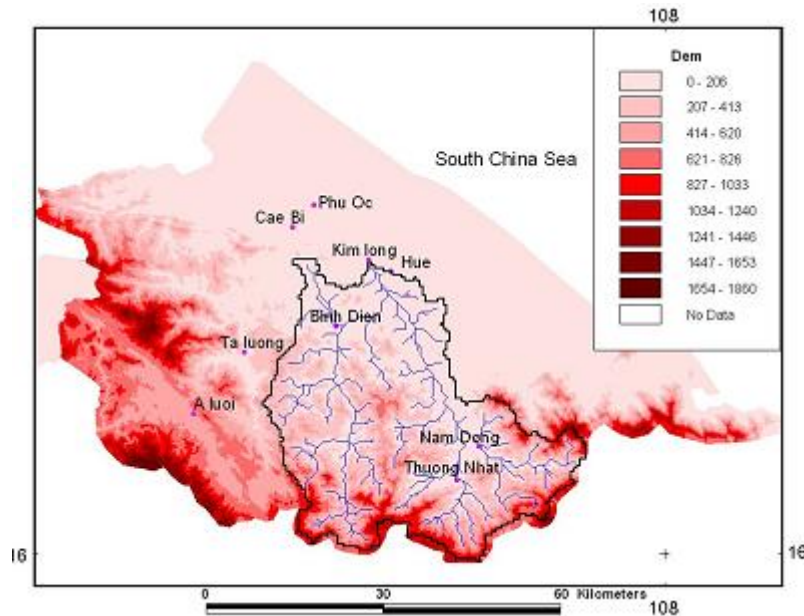 108
Dem
0 - 206
207 - 413
414 - 620
621 - 826
827 - 1033
1034 - 1240
1241 - 1446
1447 - 1653
1654 - 1860
No Data
South China Sea
Phu Oc
Cae Bi
Kim long
Hue
Binh Dien
Ta luong
A luoi
Nam Dong
Thuong Nhat
16
16
0 30 60 Kilometers
108